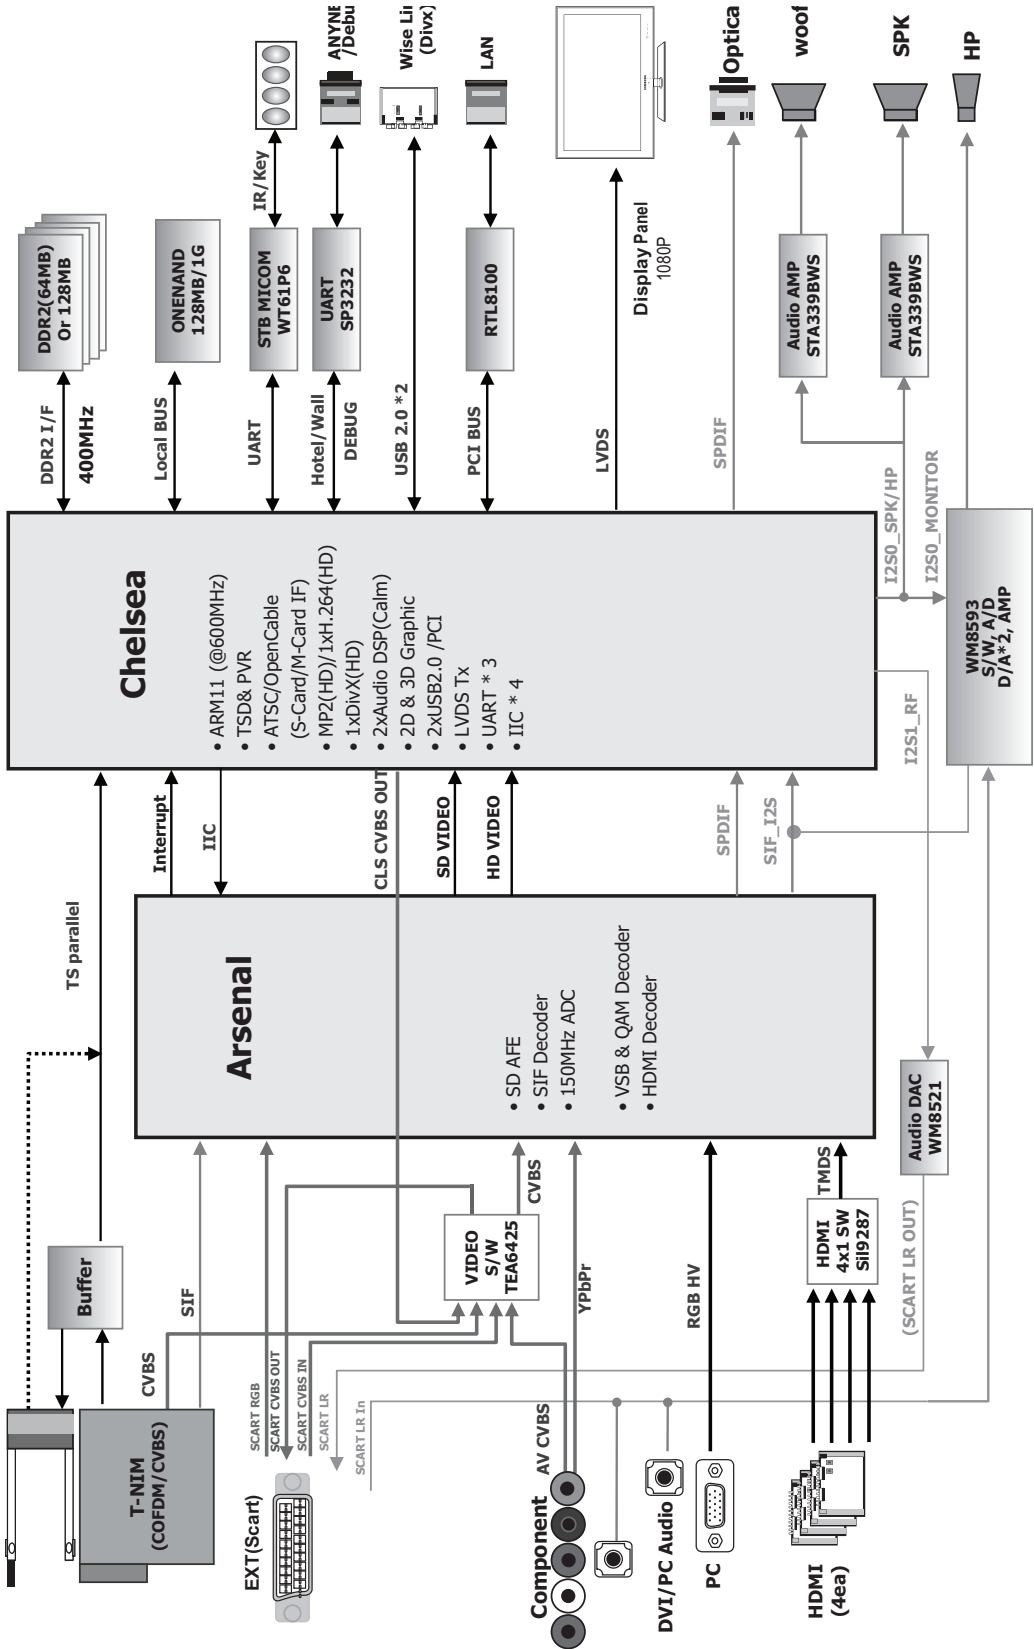 ANYNE
/Debu
Wise Lin
(Divx)
LAN
Optica
woof
SPK
HP
IR/Key
DDR2(64MB)
Or 128MB
ONENAND
128MB/1G
STB MICOM
WT61P6
UART
SP3232
RTL8100
Display Panel
1080P
Audio AMP
STA339BWS
Audio AMP
STA339BWS
DDR2 I/F
400MHz
Local BUS
UART
Hotel/Wall
DEBUG
USB 2.0 *2
PCI BUS
LVDS
SPDIF
I2S0_SPK/HP
I2S0_MONITOR
Chelsea
• ARM11 (@600MHz)
• TSD& PVR
• ATSC/OpenCable
(S-Card/M-Card IF)
• MP2(HD)/1xH.264(HD)
• 1xDivX(HD)
• 2xAudio DSP(Calm)
• 2D & 3D Graphic
• 2xUSB2.0 /PCI
• LVDS Tx
• UART * 3
• IIC * 4
WM8593
S/W, A/D
D/A*2, AMP
I2S1_RF
TS parallel
Interrupt
IIC
CLS CVBS OUT
SD VIDEO
HD VIDEO
SPDIF
SIF_I2S
Arsenal
• SD AFE
• SIF Decoder
• 150MHz ADC
• VSB & QAM Decoder
• HDMI Decoder
Audio DAC
WM8521
Buffer
SIF
CVBS
VIDEO
S/W
TEA6425
CVBS
YPbPr
RGB HV
TMDS
HDMI
4x1 SW
SiI9287
(SCART LR OUT)
SCART RGB
SCART CVBS OUT
SCART CVBS IN
SCART LR
SCART LR In
AV CVBS
T-NIM
(COFDM/CVBS)
EXT(Scart)
Component
DVI/PC Audio
PC
HDMI
(4ea)